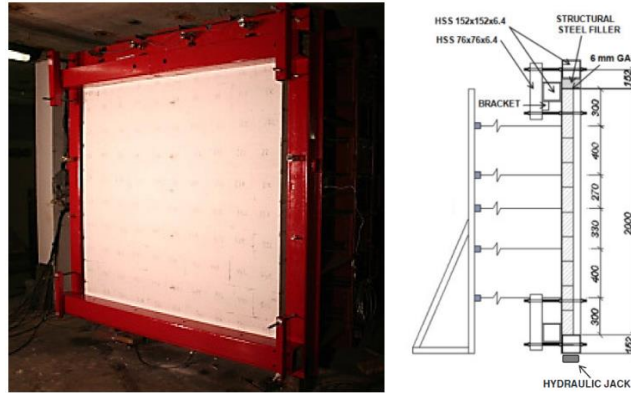 HSS 152x152x6.4
HSS 76x76x6.4
STRUCTURAL
STEEL FILLER
6 mm GA
BRACKET
152
300
400
270
330
400
300
152
2000
HYDRAULIC JACK